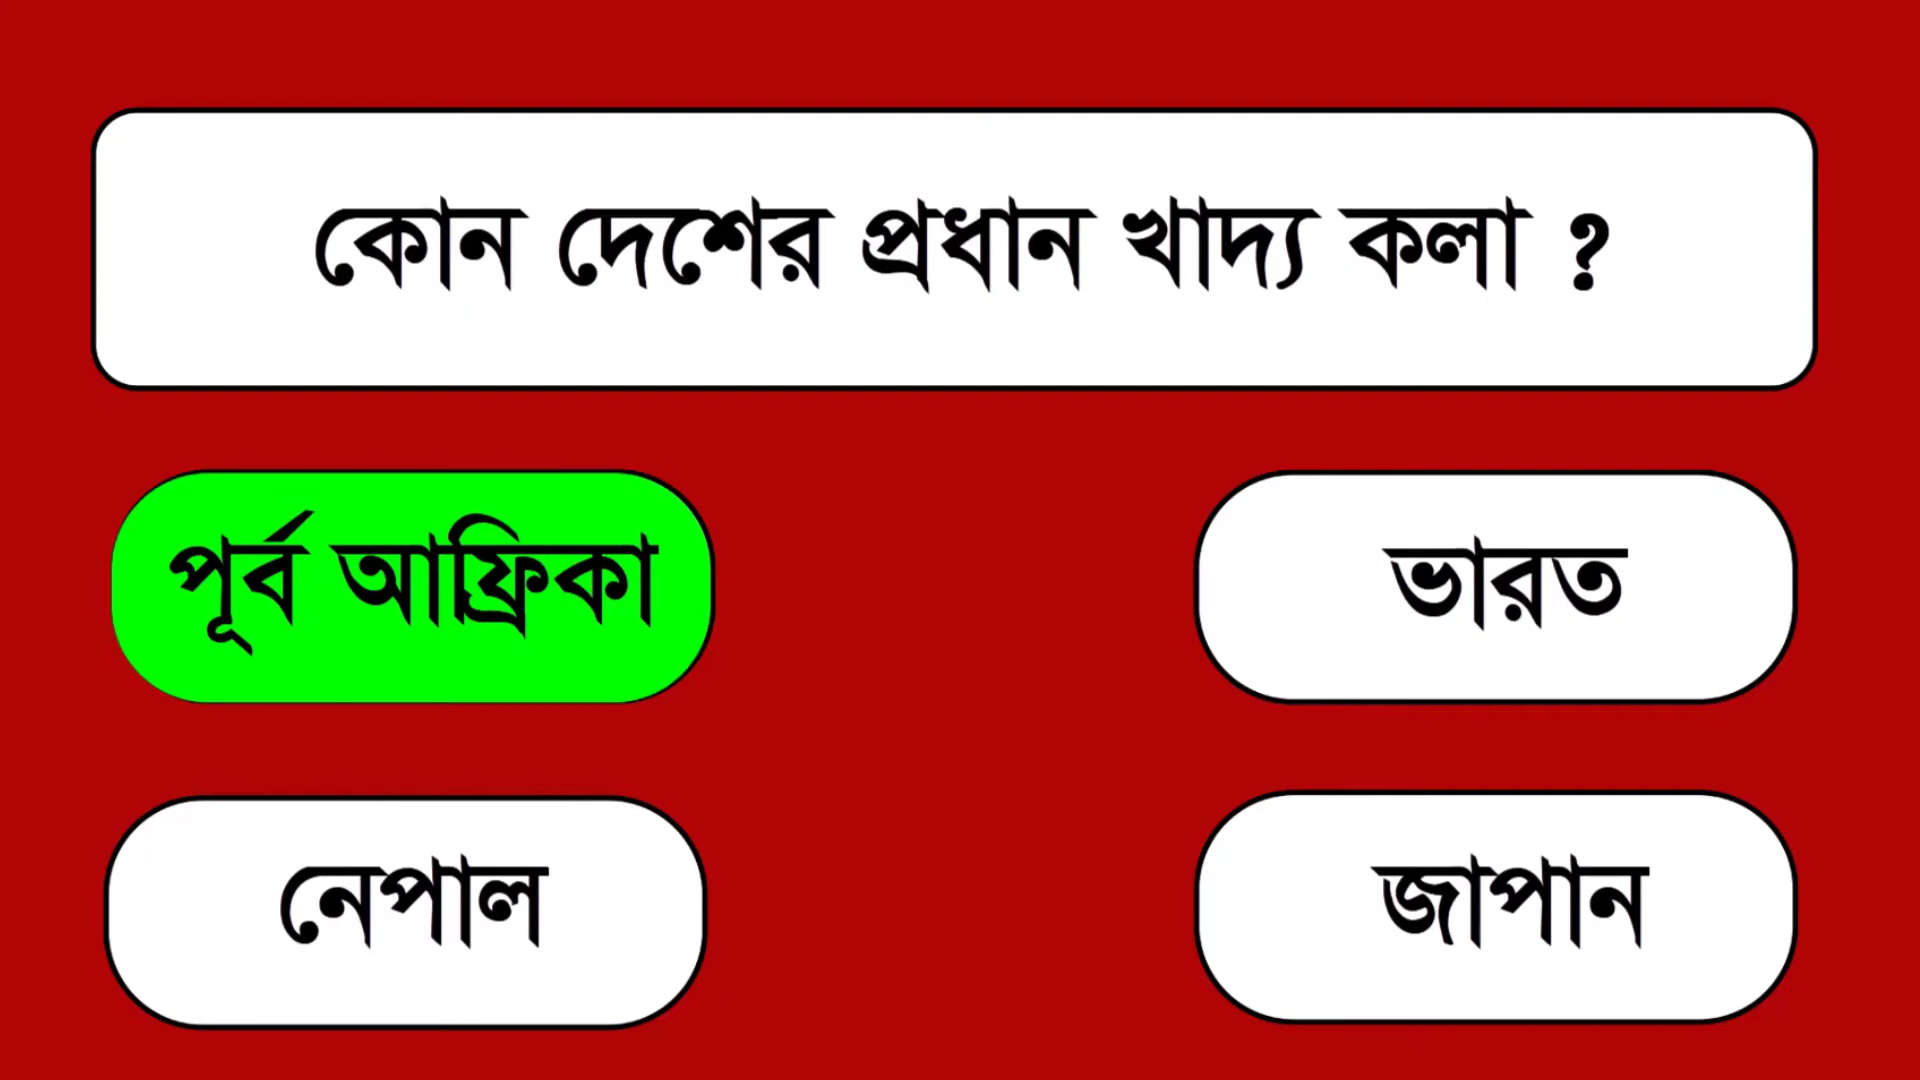 কোন দেশের প্রধান খাদ্য কলা ?
পূর্ব আফ্রিকা
ভারত
নেপাল
জাপান